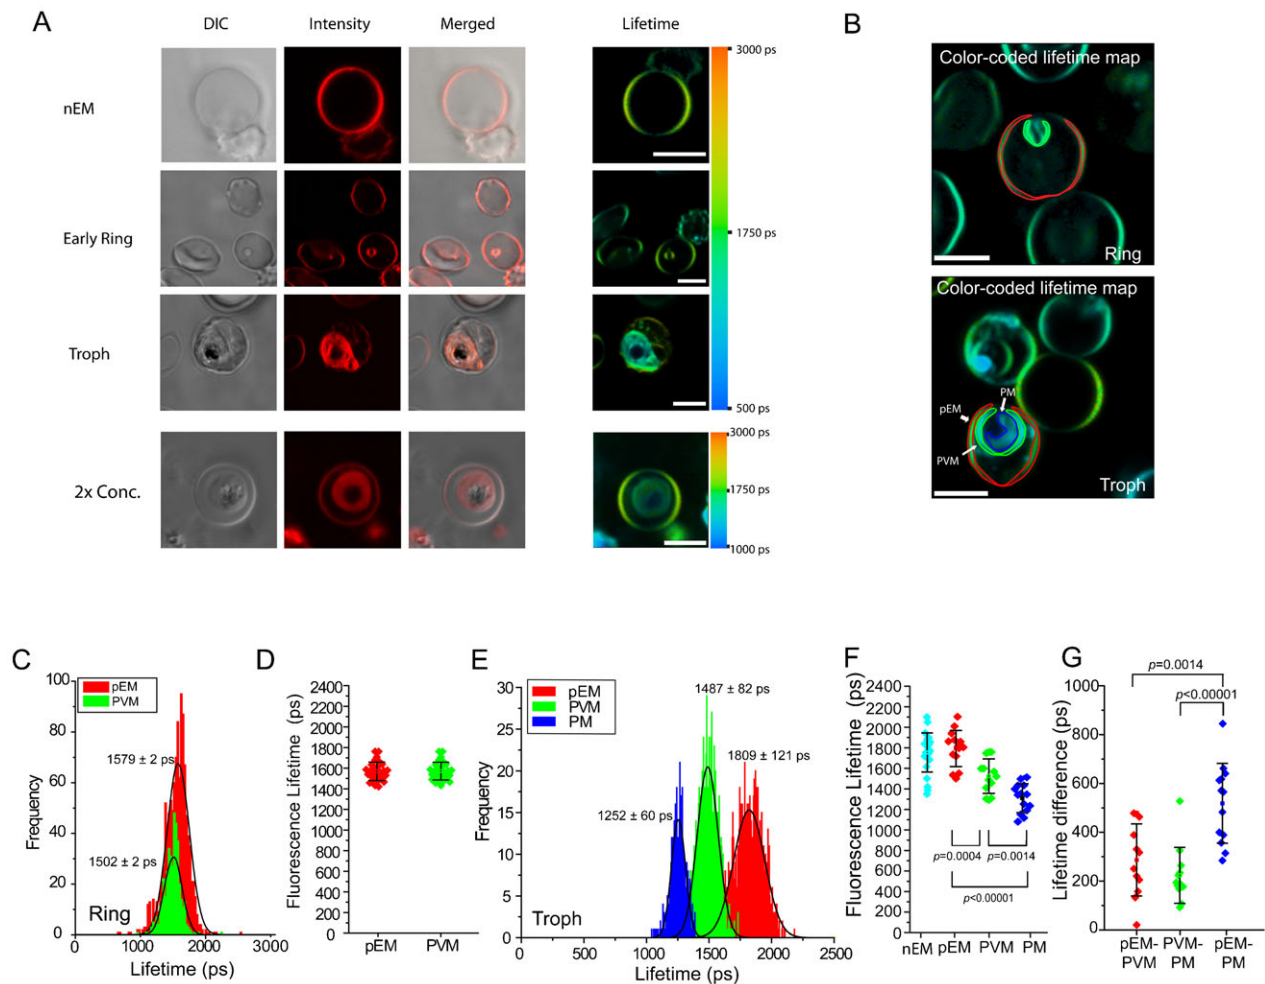 A
DIC
Intensity
Merged
Lifetime
nEM
3000 ps
Early Ring
1750 ps
Troph
500 ps
2x Conc.
3000 ps
1750 ps
1000 ps
B
Color-coded lifetime map
Ring
Color-coded lifetime map
PM
pEM
PVM
Troph
C
pEM
PVM
100
80
60
40
20
0
Frequency
1579 ± 2 ps
1502 ± 2 ps
Ring
0
1000
2000
3000
Lifetime (ps)
D
Fluorescence Lifetime (ps)
2400
2200
2000
1800
1600
1400
1200
1000
800
600
400
200
0
pEM
PVM
E
pEM
PVM
PM
Frequency
30
25
20
15
10
5
0
1487 ± 82 ps
1809 ± 121 ps
1252 ± 60 ps
Troph
500
1000
1500
2000
2500
Lifetime (ps)
F
Fluorescence Lifetime (ps)
2400
2200
2000
1800
1600
1400
1200
1000
800
600
400
200
0
p=0.0004
p=0.0014
p<0.00001
nEM
pEM
PVM
PM
G
p=0.0014
p<0.00001
Lifetime difference (ps)
1000
800
600
400
200
0
pEM-
PVM
PVM-
PM
pEM-
PM